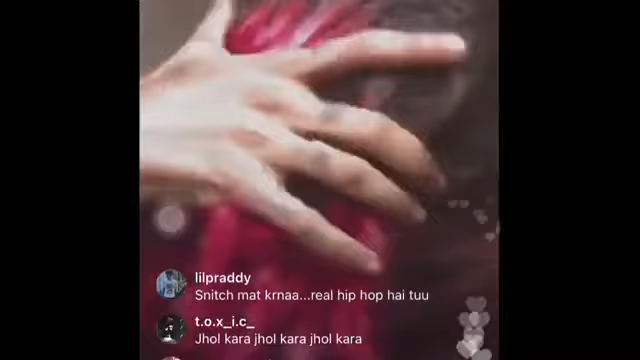 lilpraddy
Snitch mat krnaa...real hip hop hai tuu
t.o.x_i.c_
Jhol kara jhol kara jhol kara